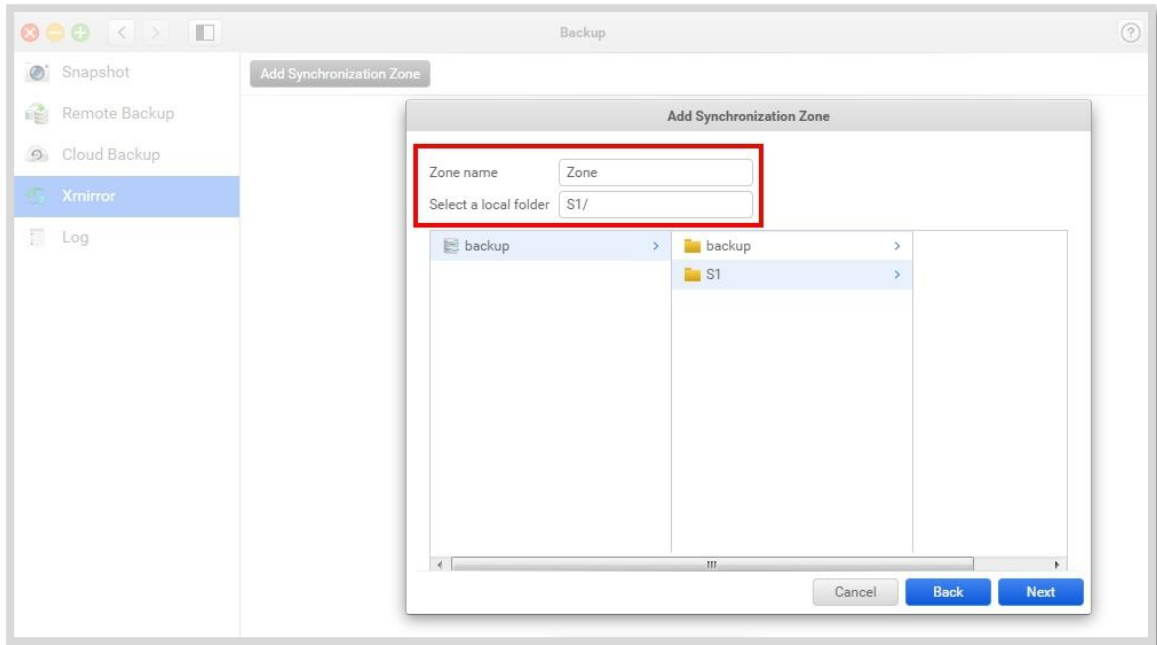 Backup
?
Snapshot
Remote Backup
Cloud Backup
Xmirror
Log
Add Synchronization Zone
Add Synchronization Zone
Zone name Zone
Select a local folder S1/
backup
backup
S1
Cancel Back Next